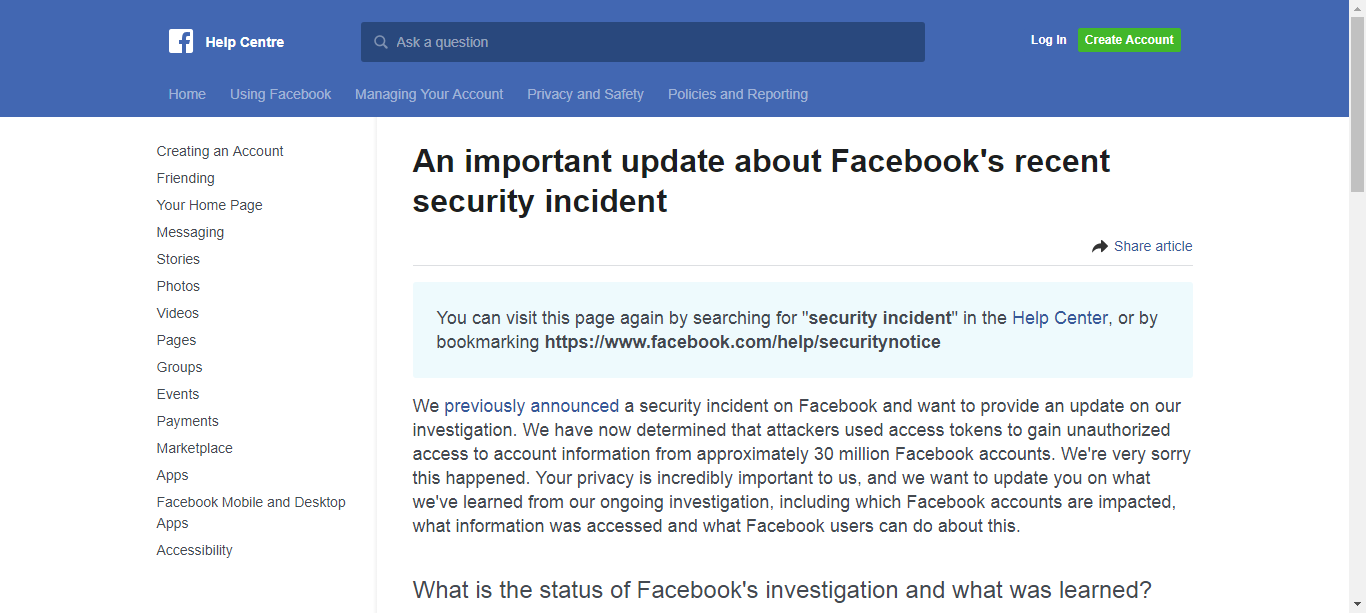 Help Centre
Ask a question
Log In
Create Account
Home
Using Facebook
Managing Your Account
Privacy and Safety
Policies and Reporting
Creating an Account
Friending
Your Home Page
Messaging
Stories
Photos
Videos
Pages
Groups
Events
Payments
Marketplace
Apps
Facebook Mobile and Desktop
Apps
Accessibility
An important update about Facebook's recent
security incident
Share article
You can visit this page again by searching for "security incident" in the Help Center, or by
bookmarking https://www.facebook.com/help/securitynotice
We previously announced a security incident on Facebook and want to provide an update on our
investigation. We have now determined that attackers used access tokens to gain unauthorized
access to account information from approximately 30 million Facebook accounts. We're very sorry
this happened. Your privacy is incredibly important to us, and we want to update you on what
we've learned from our ongoing investigation, including which Facebook accounts are impacted,
what information was accessed and what Facebook users can do about this.
What is the status of Facebook's investigation and what was learned?